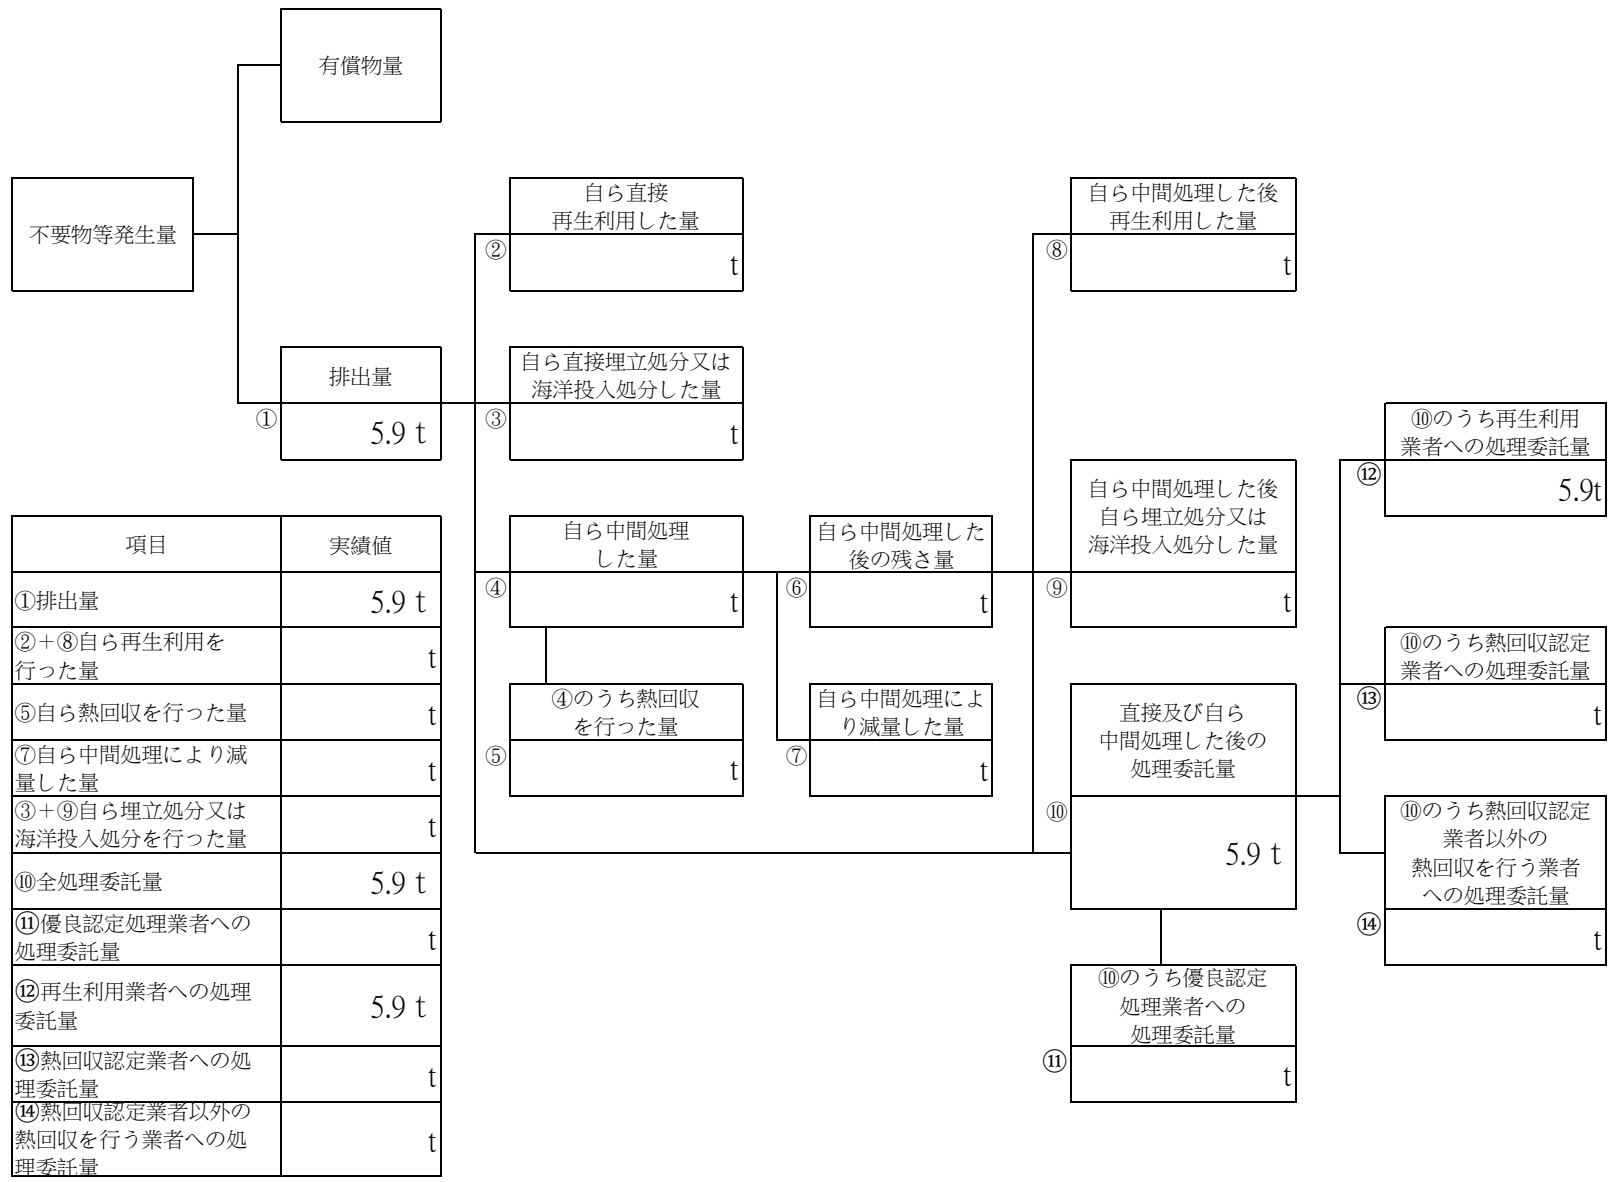 有償物量
不要物等発生量
自ら直接
再生利用した量
②
t
自ら中間処理した後
再生利用した量
⑧
t
排出量
①
5.9 t
自ら直接埋立処分又は
海洋投入処分した量
③
t
⑩のうち再生利用
業者への処理委託量
⑫
5.9t
自ら中間処理
した量
④
t
自ら中間処理した
後の残さ量
⑥
t
自ら中間処理した後
自ら埋立処分又は
海洋投入処分した量
⑨
t
⑩のうち熱回収認定
業者への処理委託量
⑬
t
④のうち熱回収
を行った量
⑤
t
自ら中間処理によ
り減量した量
⑦
t
直接及び自ら
中間処理した後の
処理委託量
⑩
5.9 t
⑩のうち熱回収認定
業者以外の
熱回収を行う業者
への処理委託量
⑭
t
⑩のうち優良認定
処理業者への
処理委託量
⑪
t
項目 実績値
①排出量 5.9 t
②＋⑧自ら再生利用を
行った量
t
⑤自ら熱回収を行った量 t
⑦自ら中間処理により減
量した量
t
③＋⑨自ら埋立処分又は
海洋投入処分を行った量
t
⑩全処理委託量 5.9 t
⑪優良認定処理業者への
処理委託量
t
⑫再生利用業者への処理
委託量
5.9 t
⑬熱回収認定業者への処
理委託量
t
⑭熱回収認定業者以外の
熱回収を行う業者への処
理委託量
t